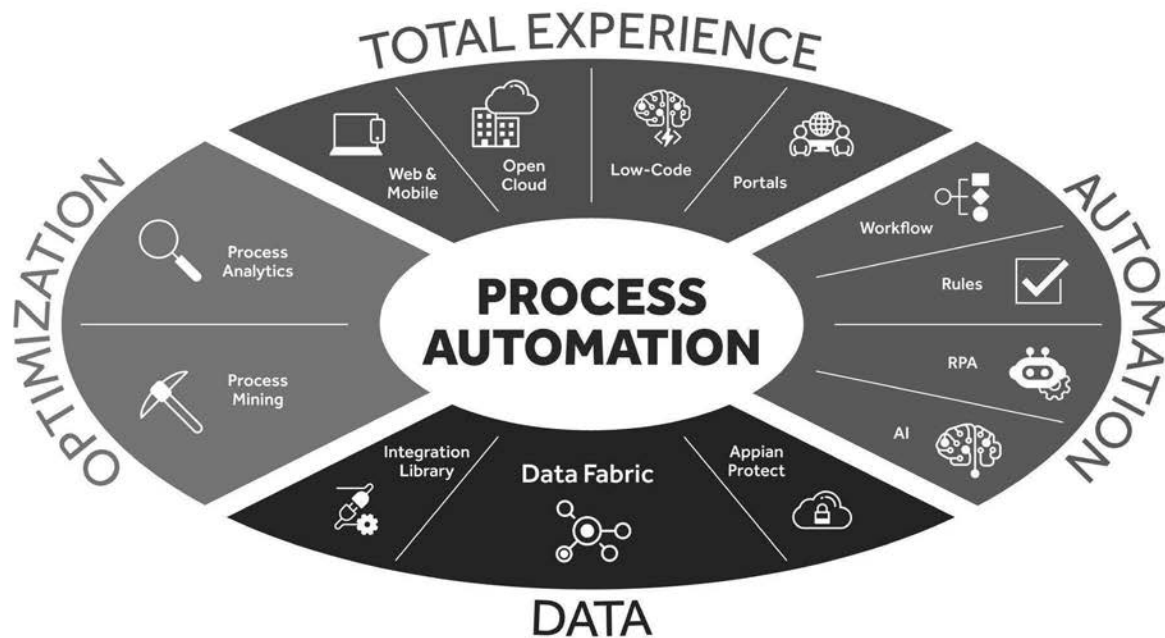 TOTAL EXPERIENCE
Web &
Mobile
Open
Cloud
Low-Code
Portals
OPTIMIZATION
Process
Analytics
Process
Mining
PROCESS
AUTOMATION
AUTOMATION
Workflow
Rules
RPA
AI
Integration
Library
Data Fabric
Appian
Protect
DATA